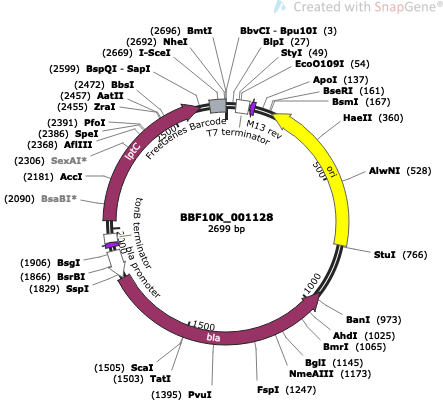 Created with SnapGene®
(2696) BmtI
(2692) NheI
(2669) I-SceI
(2599) BspQI - SapI
(2472) BbsI
(2457) AatII
(2455) ZraI
(2391) PfoI
(2386) SpeI
(2368) AflIII
(2306) SexAI*
(2181) AccI
(2090) BsaBI*
(1906) BsgI
(1866) BsrBI
(1829) SspI
(1505) ScaI
(1503) TatI
(1395) PvuI
BbvCI - Bpu10I (3)
BlpI (27)
StyI (49)
EcoO109I (54)
ApoI (137)
BseRI (161)
BsmI (167)
HaeII (360)
AlwNI (528)
StuI (766)
BanI (973)
AhdI (1025)
BmrI (1065)
BglI (1145)
NmeAIII (1173)
FspI (1247)
FreeGenes Barcode
T7 terminator
M13 rev
ori
bla
bla promoter
tonB terminator
lptC
500
1000
1500
2000
2500
BBF10K_001128
2699 bp